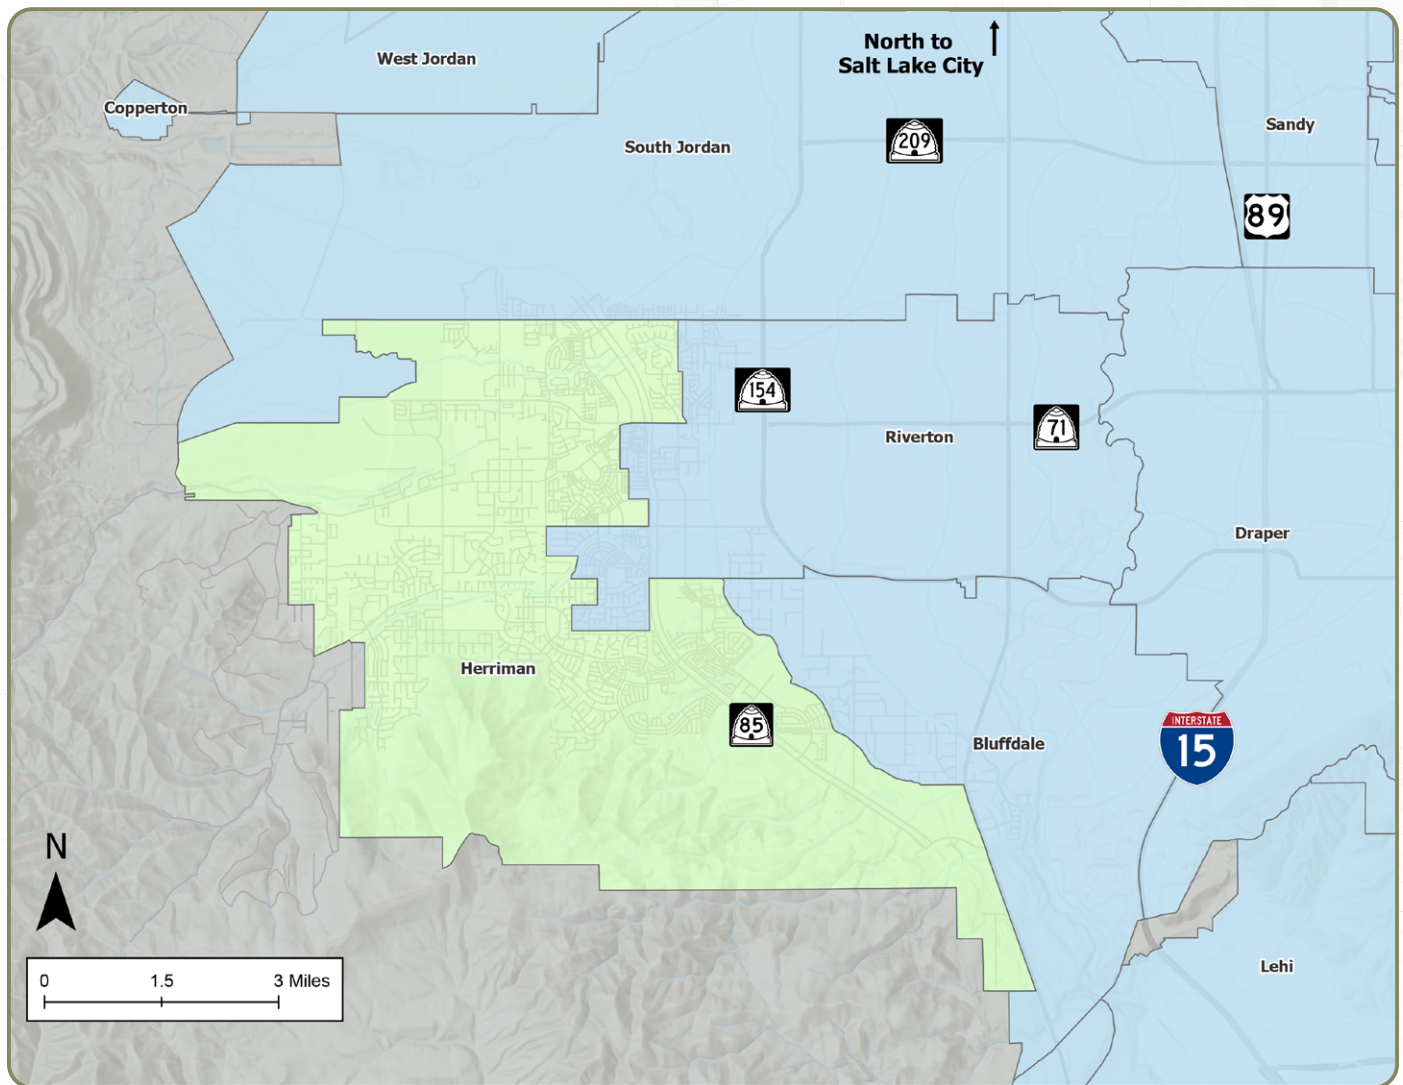 North to
Salt Lake City
West Jordan
Copperton
South Jordan
209
Sandy
89
154
71
Riverton
Draper
Herriman
85
Bluffdale
INTERSTATE
15
N
Lehi
0 1.5 3 Miles